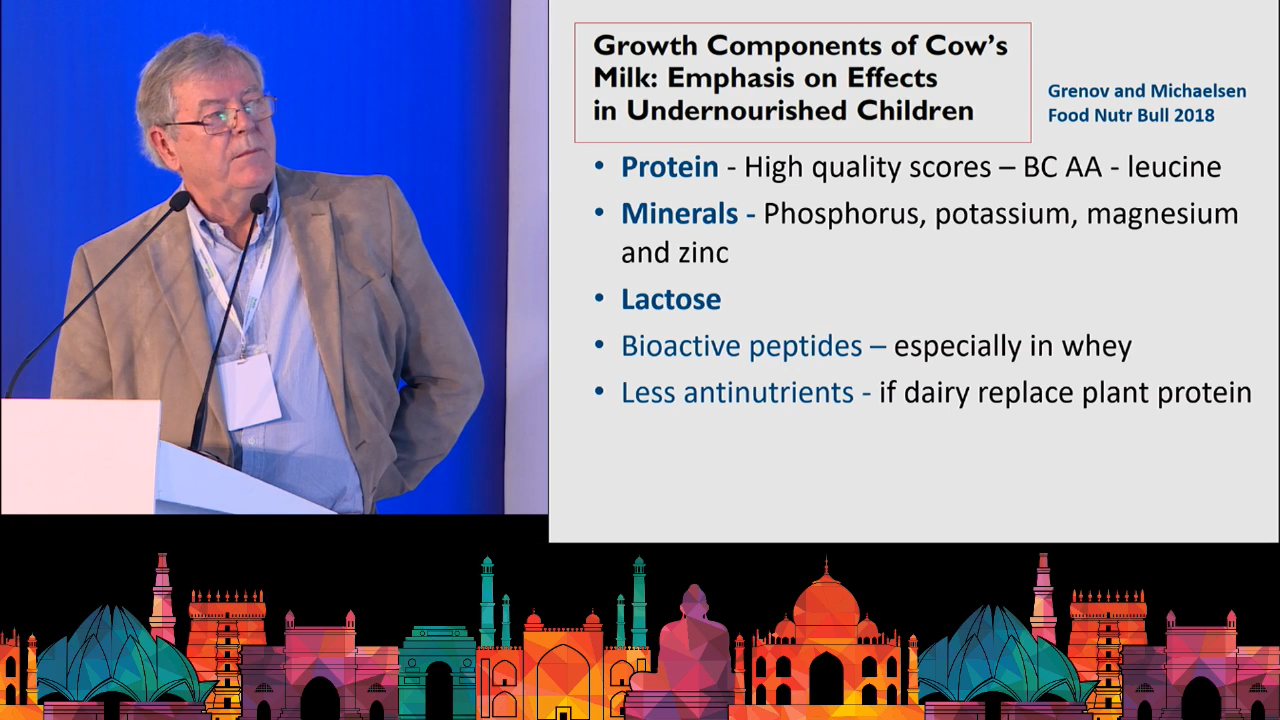 Growth Components of Cow's
Milk: Emphasis on Effects
in Undernourished Children
Grenov and Michaelsen
Food Nutr Bull 2018
• Protein - High quality scores – BC AA - leucine
• Minerals - Phosphorus, potassium, magnesium
and zinc
• Lactose
• Bioactive peptides – especially in whey
• Less antinutrients - if dairy replace plant protein